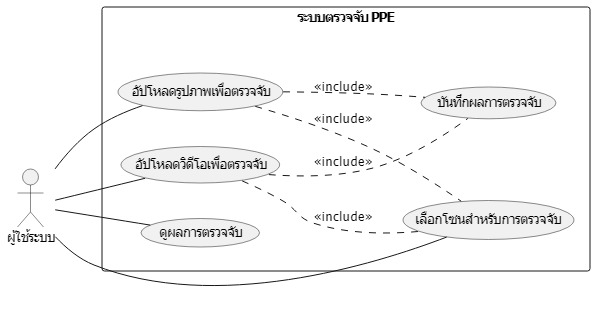 ระบบตรวจจับ PPE
อัปโหลดรูปภาพเพื่อตรวจจับ
«include»
บันทึกผลการตรวจจับ
«include»
อัปโหลดวิดีโอเพื่อตรวจจับ
«include»
«include»
เลือกโซนสำหรับการตรวจจับ
ดูผลการตรวจจับ
ผู้ใช้ระบบ